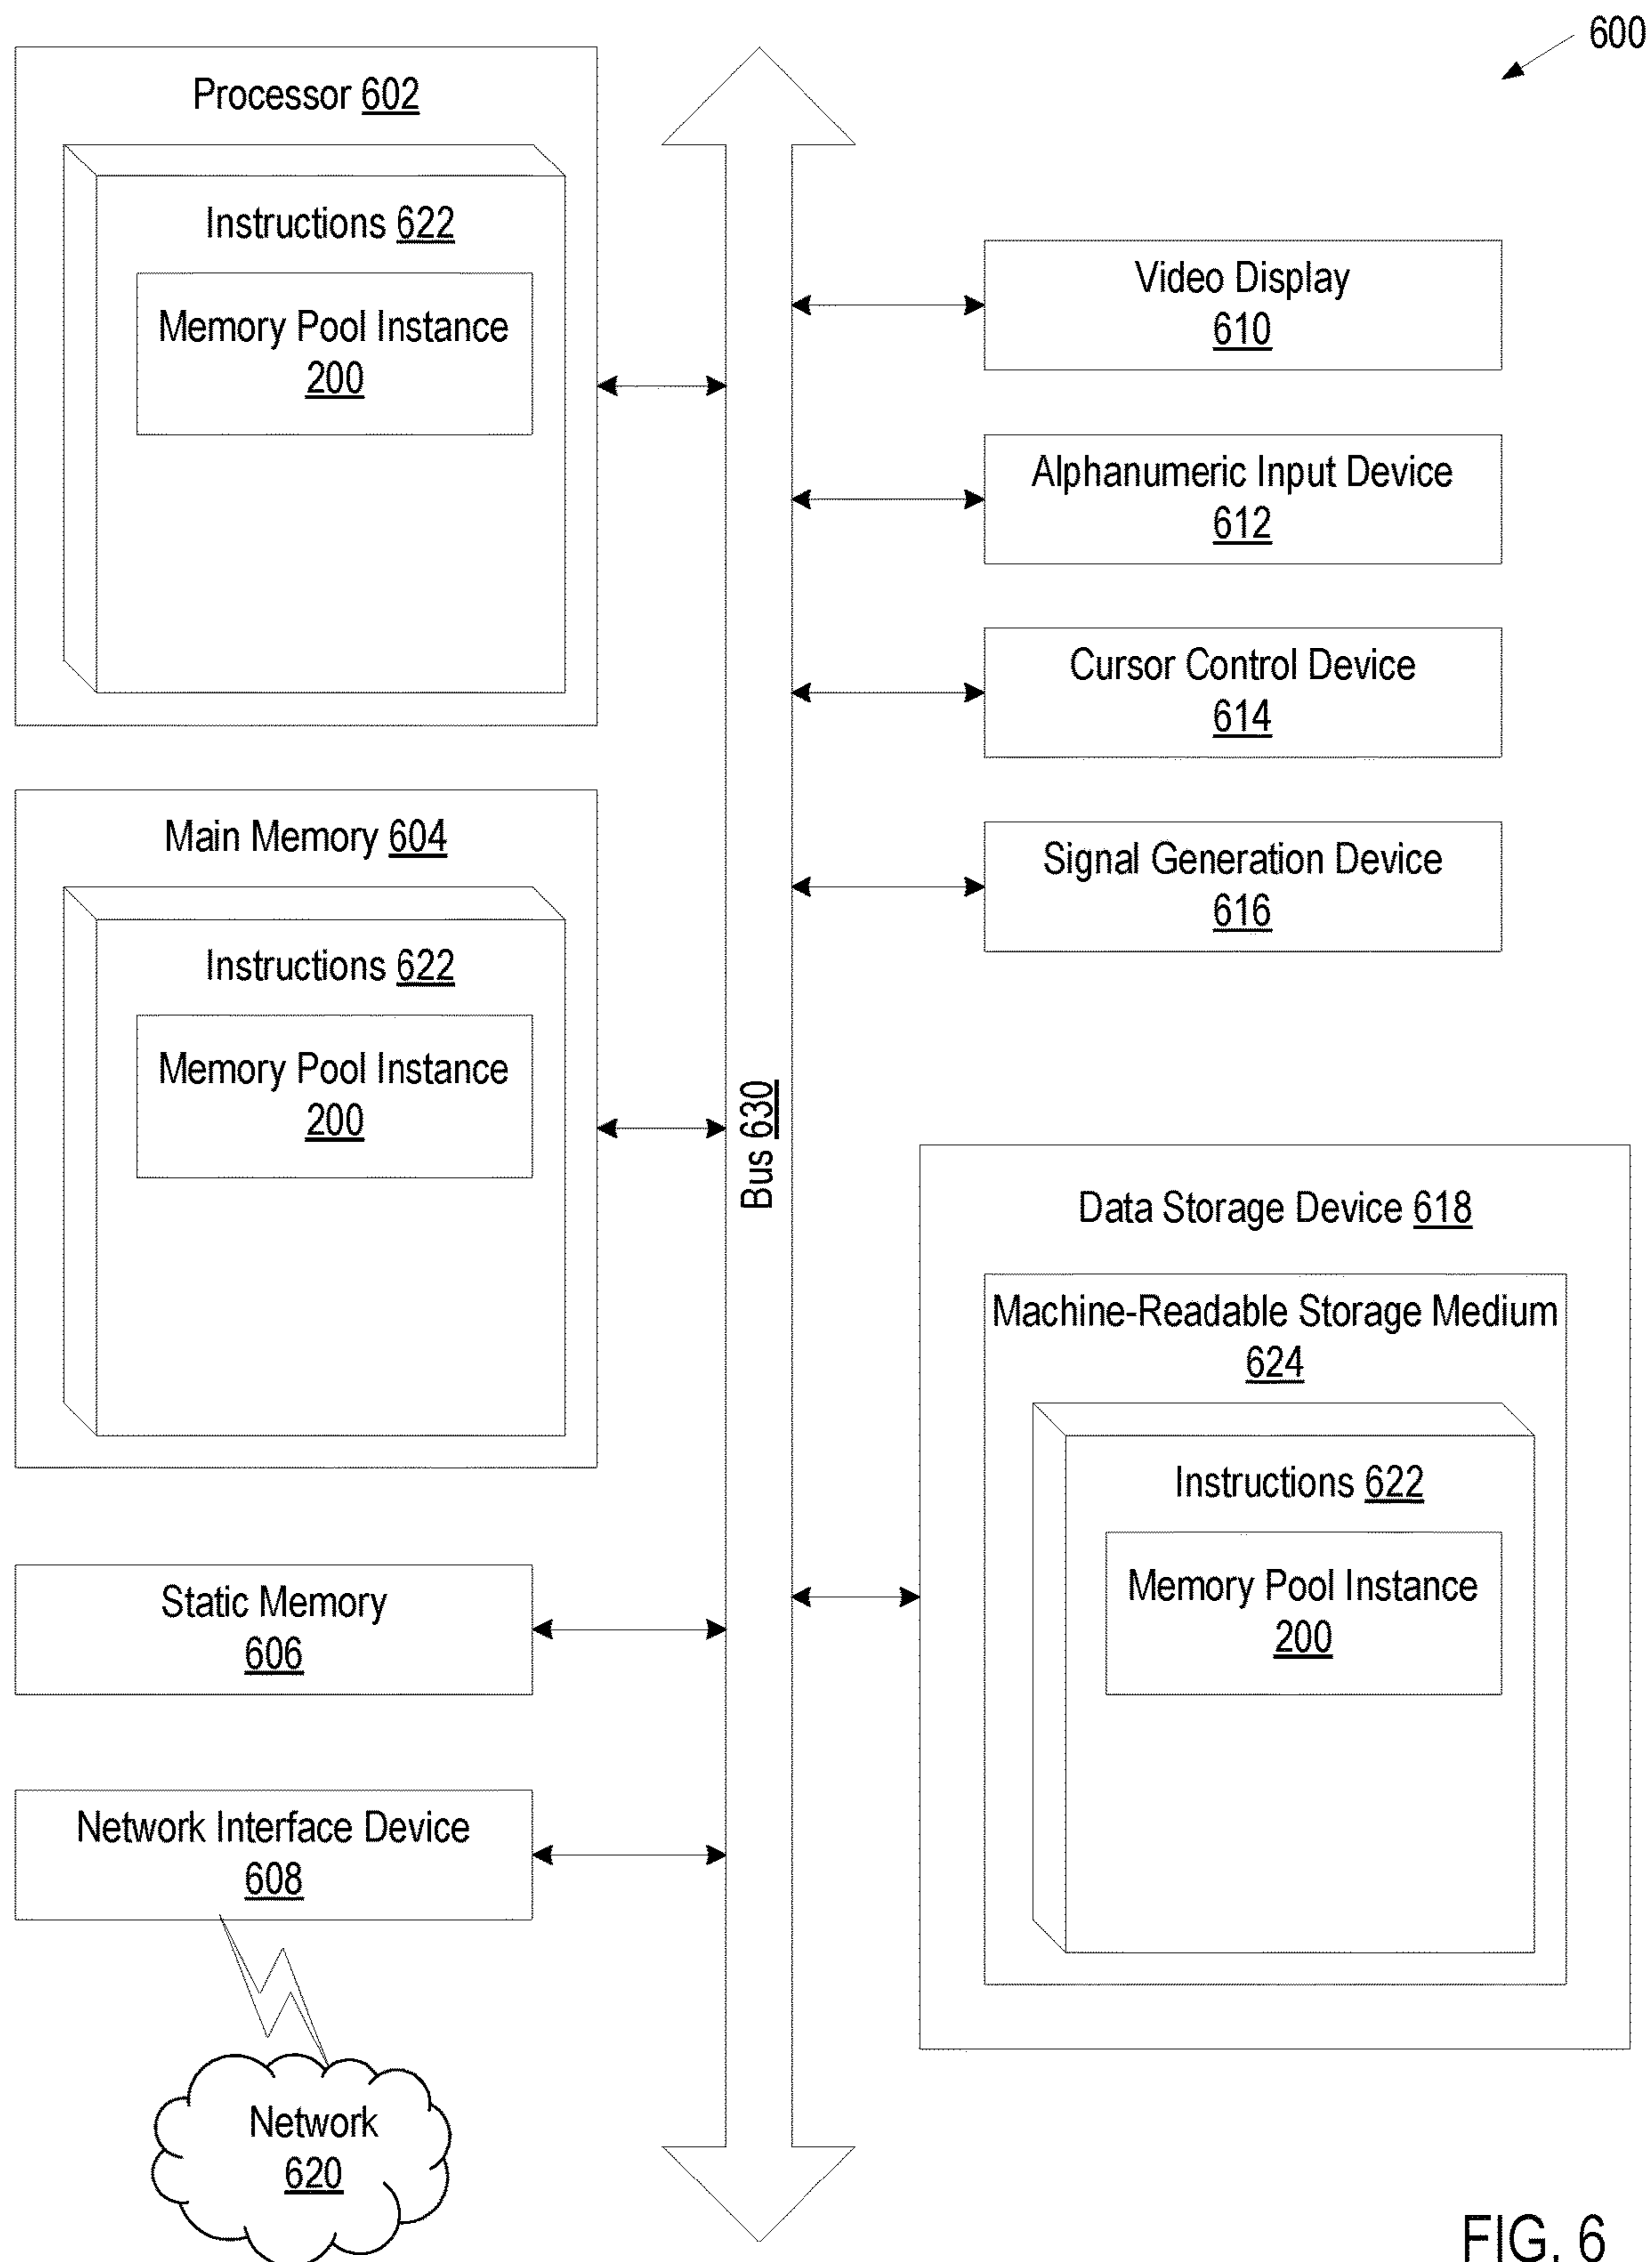 600
Processor 602
Instructions 622
Memory Pool Instance
200
Main Memory 604
Instructions 622
Memory Pool Instance
200
Static Memory
606
Network Interface Device
608
Network
620
Bus 630
Video Display
610
Alphanumeric Input Device
612
Cursor Control Device
614
Signal Generation Device
616
Data Storage Device 618
Machine-Readable Storage Medium
624
Instructions 622
Memory Pool Instance
200
FIG. 6